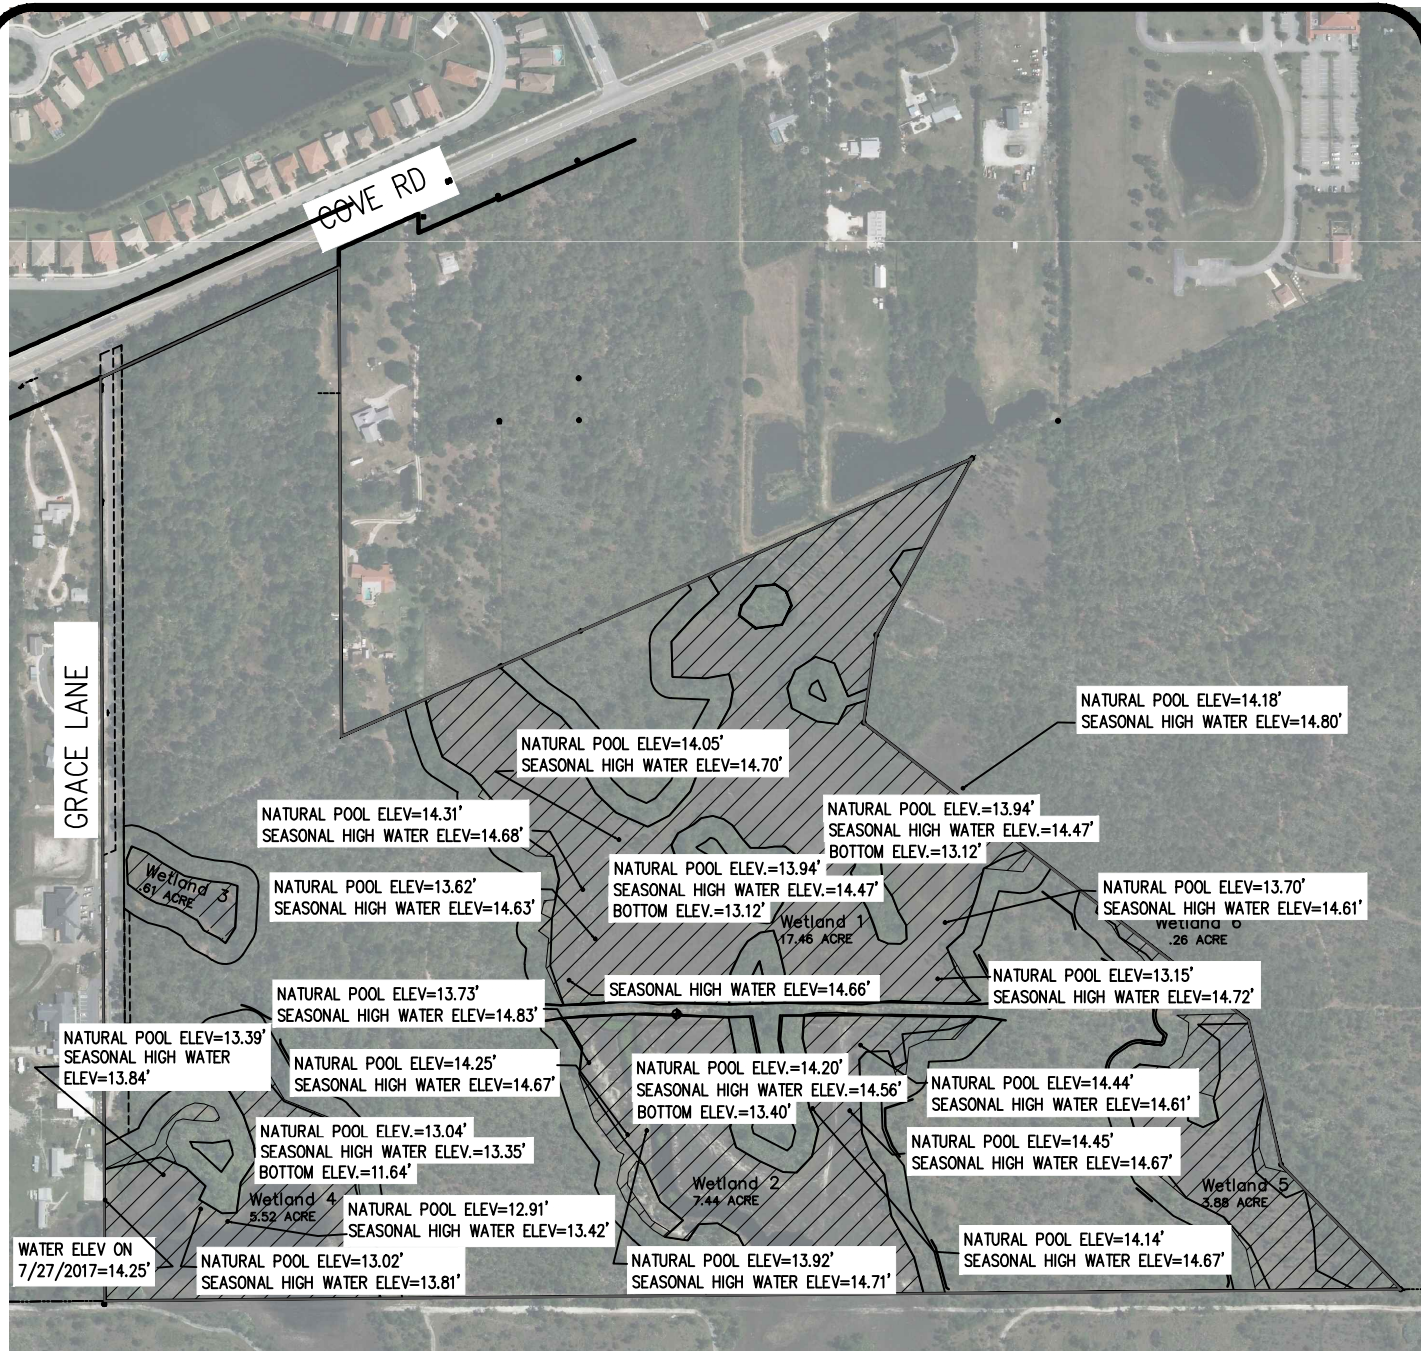 COVE RD
GRACE LANE
NATURAL POOL ELEV=14.18'
SEASONAL HIGH WATER ELEV=14.80'
NATURAL POOL ELEV=14.05'
SEASONAL HIGH WATER ELEV=14.70'
NATURAL POOL ELEV=14.31'
SEASONAL HIGH WATER ELEV=14.68'
NATURAL POOL ELEV.=13.94'
SEASONAL HIGH WATER ELEV.=14.47'
BOTTOM ELEV.=13.12'
NATURAL POOL ELEV.=13.94'
SEASONAL HIGH WATER ELEV.=14.47'
BOTTOM ELEV.=13.12'
Wetland 3
.61 ACRE
NATURAL POOL ELEV=13.62'
SEASONAL HIGH WATER ELEV=14.63'
NATURAL POOL ELEV=13.70'
SEASONAL HIGH WATER ELEV=14.61'
Wetland 1
17.46 ACRE
Wetland 6
.26 ACRE
SEASONAL HIGH WATER ELEV=14.66'
NATURAL POOL ELEV=13.15'
SEASONAL HIGH WATER ELEV=14.72'
NATURAL POOL ELEV=13.73'
SEASONAL HIGH WATER ELEV=14.83'
NATURAL POOL ELEV=13.39'
SEASONAL HIGH WATER
ELEV=13.84'
NATURAL POOL ELEV=14.25'
SEASONAL HIGH WATER ELEV=14.67'
NATURAL POOL ELEV.=14.20'
SEASONAL HIGH WATER ELEV.=14.56'
BOTTOM ELEV.=13.40'
NATURAL POOL ELEV=14.44'
SEASONAL HIGH WATER ELEV=14.61'
NATURAL POOL ELEV.=13.04'
SEASONAL HIGH WATER ELEV.=13.35'
BOTTOM ELEV.=11.64'
NATURAL POOL ELEV=14.45'
SEASONAL HIGH WATER ELEV=14.67'
Wetland 4
5.52 ACRE
Wetland 2
7.44 ACRE
Wetland 5
3.88 ACRE
NATURAL POOL ELEV=12.91'
SEASONAL HIGH WATER ELEV=13.42'
WATER ELEV ON
7/27/2017=14.25'
NATURAL POOL ELEV=13.02'
SEASONAL HIGH WATER ELEV=13.81'
NATURAL POOL ELEV=13.92'
SEASONAL HIGH WATER ELEV=14.71'
NATURAL POOL ELEV=14.14'
SEASONAL HIGH WATER ELEV=14.67'